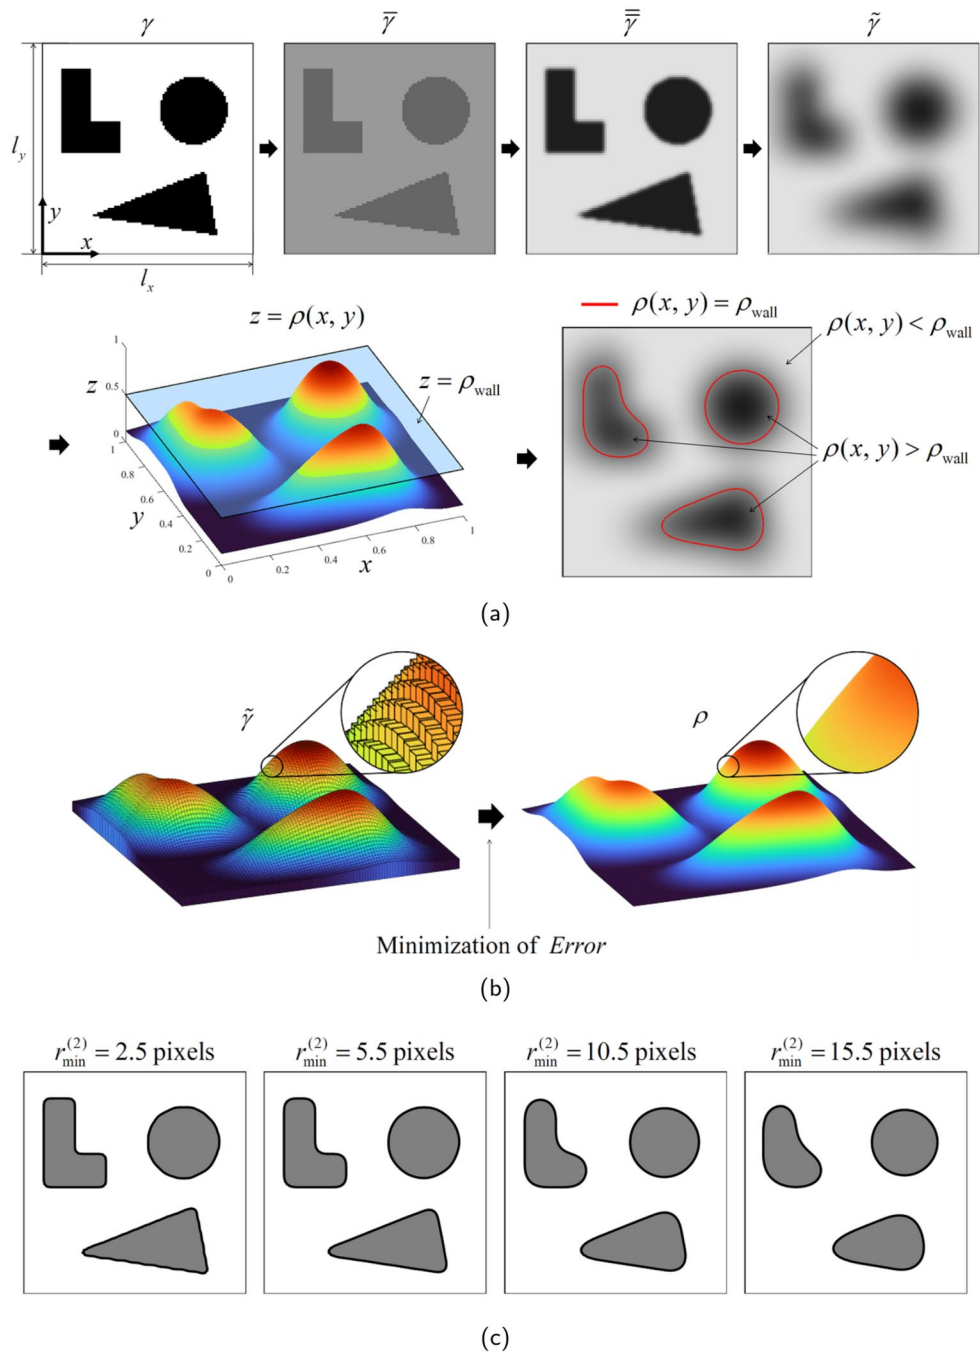 γ
γ̅
γ̿
γ̃
l_y
y
x
l_x
z = ρ(x, y)
z
1
0.5
0
z = ρ_wall
1
0.8
0.6
0.4
0.2
0
y
0
0.2
0.4
0.6
0.8
1
x
ρ(x, y) = ρ_wall
ρ(x, y) < ρ_wall
ρ(x, y) > ρ_wall
(a)
γ̃
ρ
Minimization of Error
(b)
r_min^(2) = 2.5 pixels
r_min^(2) = 5.5 pixels
r_min^(2) = 10.5 pixels
r_min^(2) = 15.5 pixels
(c)